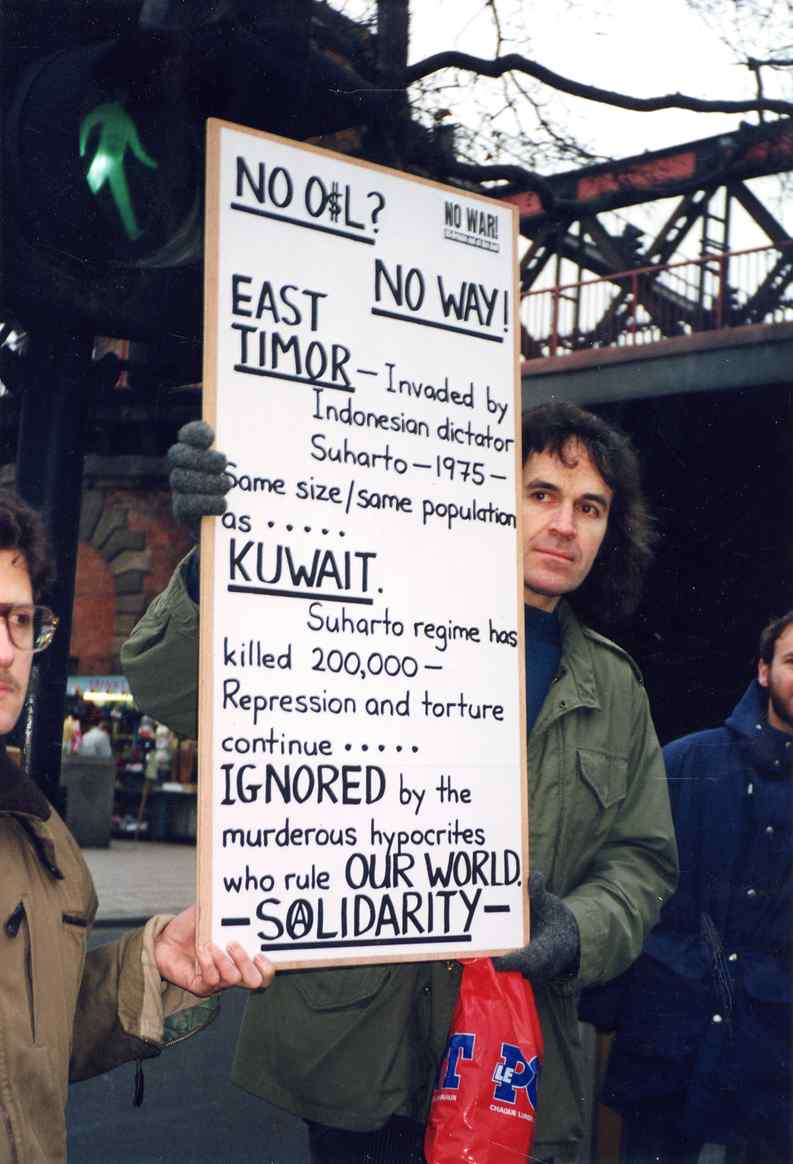 NO O$L?
NO WAR!
NO WAY!
EAST
TIMOR — Invaded by
Indonesian dictator
Suharto — 1975 —
Same size/same population
as .....
KUWAIT.
Suharto regime has
killed 200,000 —
Repression and torture
continue .....
IGNORED by the
murderous hypocrites
who rule OUR WORLD.
— SOLIDARITY —
LE
CHAQUE LUNDI